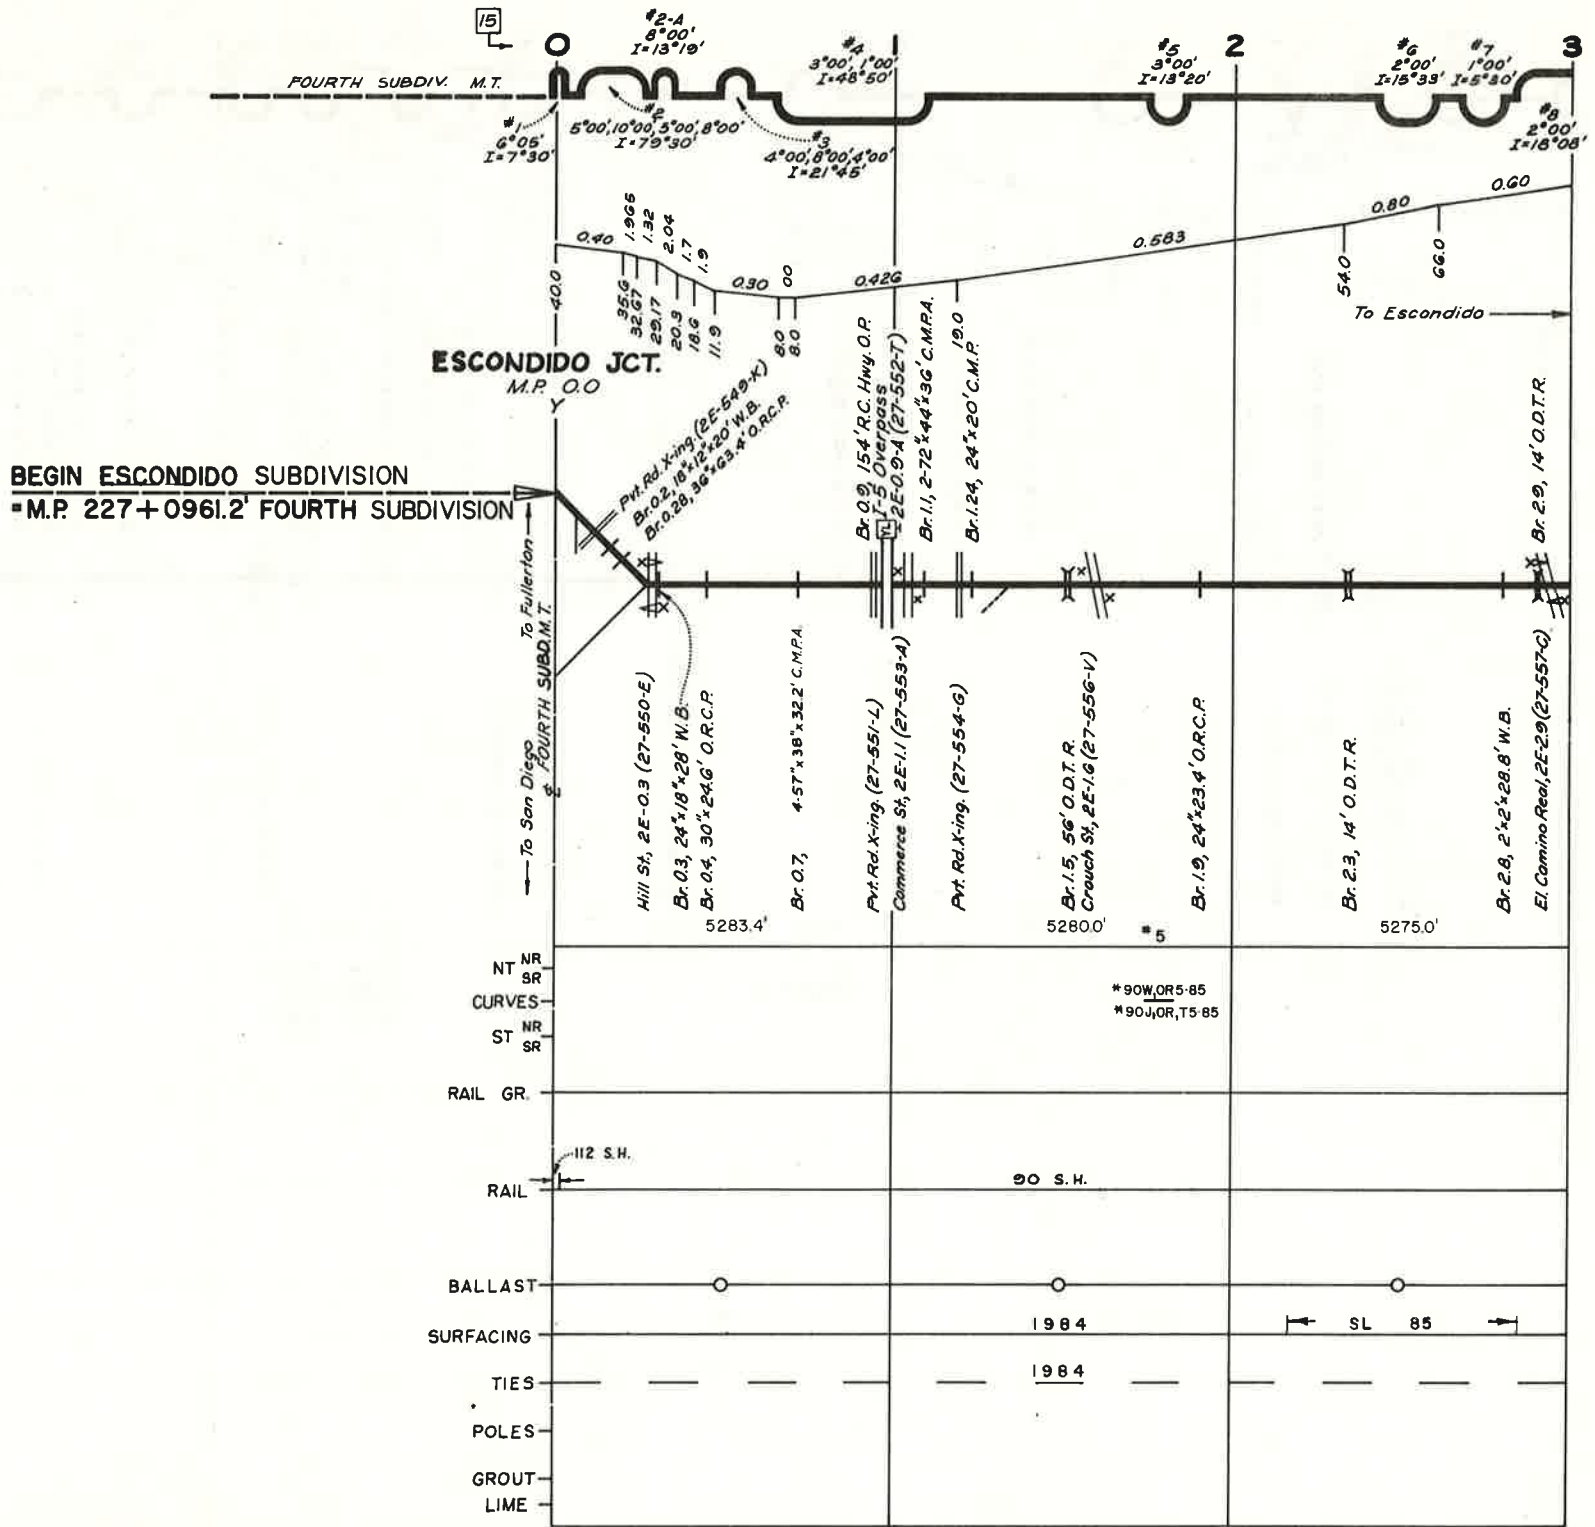 15
0
1
2
3
#2-A
8°00'
I=13°19'
#4
3°00', 1°00'
I=48°50'
#5
3°00'
I=13°20'
#6
2°00'
I=15°33'
#7
1°00'
I=5°30'
FOURTH SUBDIV. M.T.
#1
6°05'
I=7°30'
#2
5°00', 10°00', 5°00', 8°00'
I=79°30'
#3
4°00', 8°00', 4°00'
I=21°45'
#8
2°00'
I=18°08'
0.40
1.965
1.32
2.04
1.7
1.9
0.30
00
0.426
0.583
0.80
0.60
40.0
35.6
32.67
29.17
20.3
18.6
11.9
8.0
8.0
19.0
54.0
66.0
To Escondido
ESCONDIDO JCT.
M.P. 0.0
Y
Pvt. Rd. X-ing. (2E-549-K)
Br. 0.2, 18"x12"x20' W.B.
Br. 0.28, 36"x63.4' O.R.C.P.
Br. 0.9, 154' R.C. Hwy. O.P.
I-5 Overpass
2E-0.9-A (27-552-T)
YL
Br. 1.1, 2-72"x44"x36' C.M.P.A.
Br. 1.24, 24"x20' C.M.P.
Br. 2.9, 14' O.D.T.R.
BEGIN ESCONDIDO SUBDIVISION
=M.P. 227+0961.2' FOURTH SUBDIVISION
To Fullerton
To San Diego
FOURTH SUBD. M.T.
Hill St., 2E-0.3 (27-550-E)
Br. 0.3, 24"x18"x28' W.B.
Br. 0.4, 30"x24.6' O.R.C.P.
Br. 0.7, 4-57"x38"x32.2' C.M.P.A.
Pvt. Rd. X-ing. (27-551-L)
Commerce St., 2E-1.1 (27-553-A)
Pvt. Rd. X-ing. (27-554-G)
Br. 1.5, 56' O.D.T.R.
Crouch St., 2E-1.6 (27-556-V)
Br. 1.9, 24"x23.4' O.R.C.P.
Br. 2.3, 14' O.D.T.R.
Br. 2.8, 2'x2'x28.8' W.B.
El Camino Real, 2E-2.9 (27-557-C)
5283.4'
5280.0'
#5
5275.0'
NT NR
SR
CURVES
#90W,OR5-85
#90J,OR,T5-85
ST NR
SR
RAIL GR.
112 S.H.
RAIL
90 S.H.
BALLAST
SURFACING
1984
SL 85
TIES
1984
POLES
GROUT
LIME